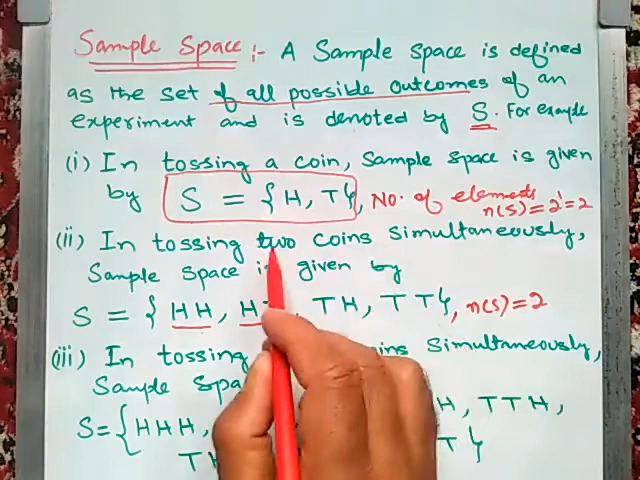 Sample Space :- A Sample space is defined
as the set of all possible outcomes of an
experiment and is denoted by S. For example
(i) In tossing a coin, Sample space is given
by S = {H, T}, No. of elements
n(S) = 2¹ = 2
(ii) In tossing two coins simultaneously,
Sample Space is given by
S = { HH, HT, TH, TT}, n(S) = 2
(iii) In tossing coins simultaneously,
Sample Spa
S = { HHH, H, TTH,
TH T }